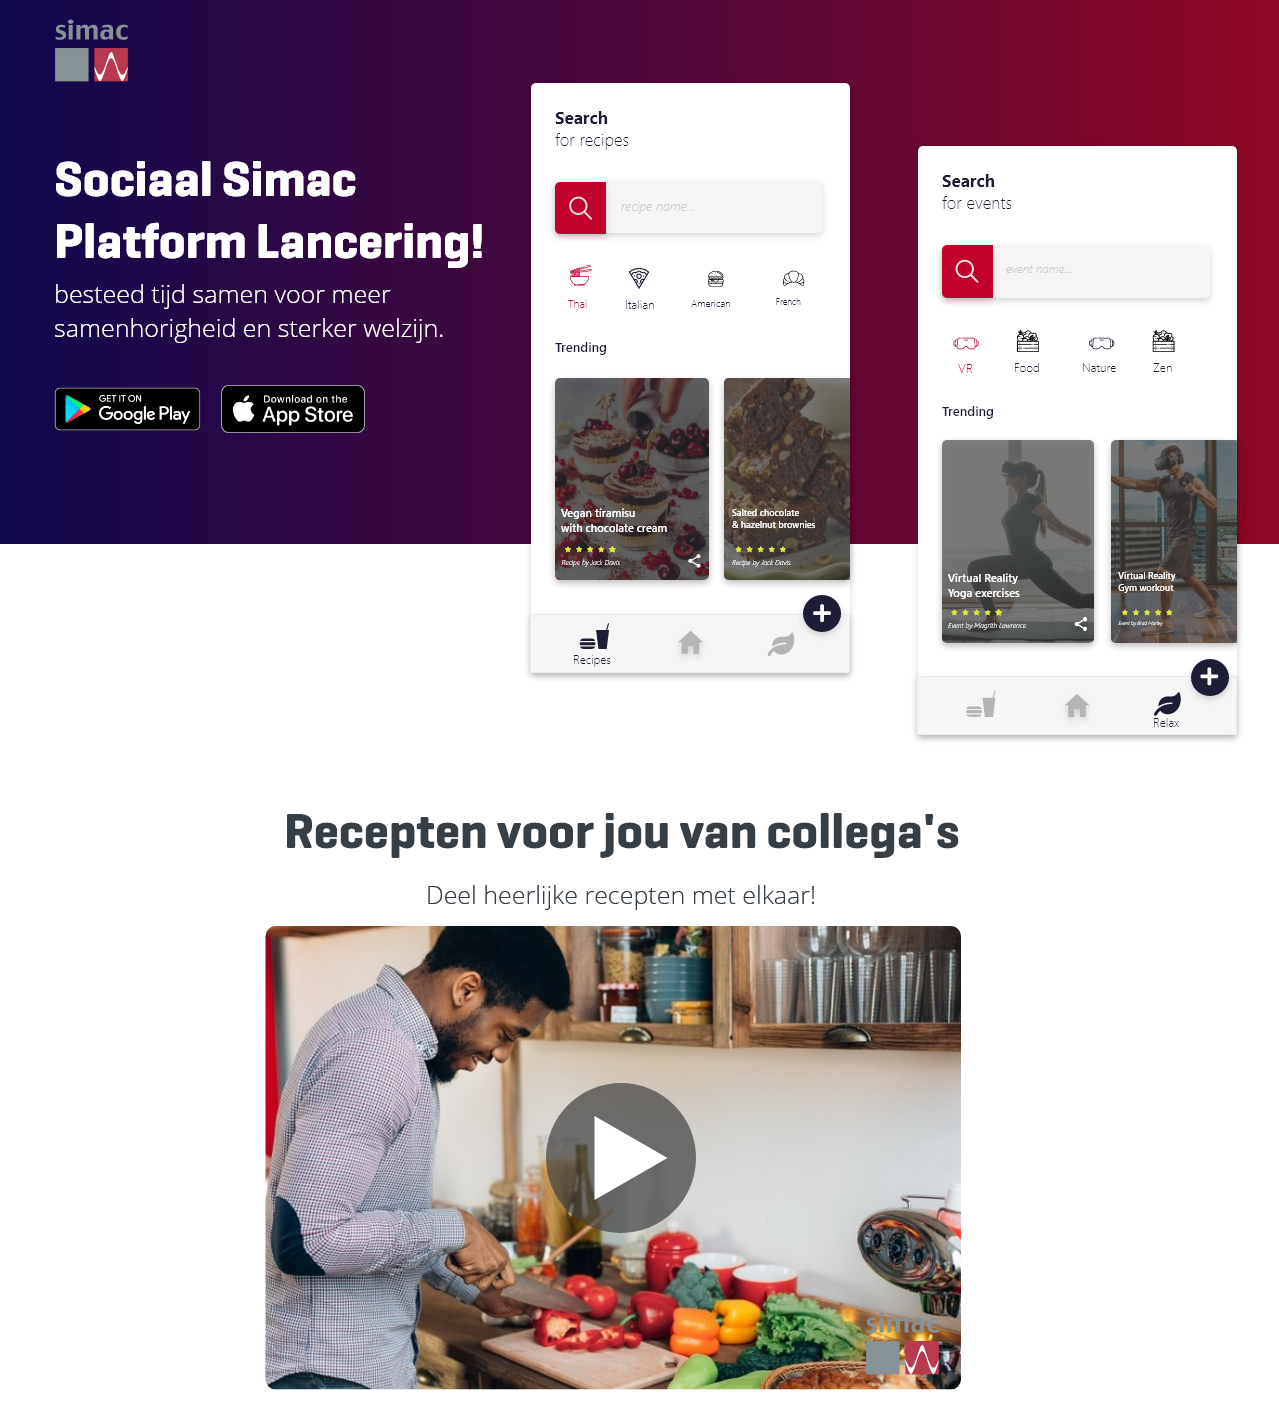 simac
Sociaal Simac
Platform Lancering!
besteed tijd samen voor meer
samenhorigheid en sterker welzijn.
GET IT ON
Google Play
Download on the
App Store
Search
for recipes
recipe name...
Thai
Italian
American
French
Trending
Vegan tiramisu
with chocolate cream
Recipe by Jack Davis
Salted chocolate
& hazelnut brownies
Recipe by Jack Davis
Recipes
Search
for events
event name...
VR
Food
Nature
Zen
Trending
Virtual Reality
Yoga exercises
Event by Magrith Lawrence
Virtual Reality
Gym workout
Event by Brad Marley
Relax
Recepten voor jou van collega's
Deel heerlijke recepten met elkaar!
simac